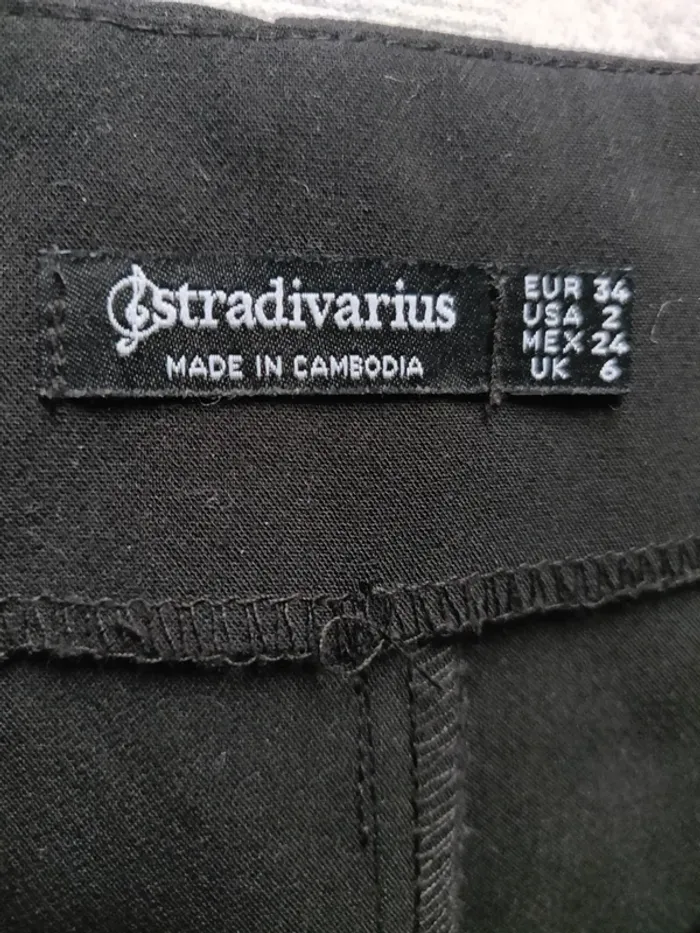 stradivarius
MADE IN CAMBODIA
EUR 34
USA 2
MEX 24
UK 6